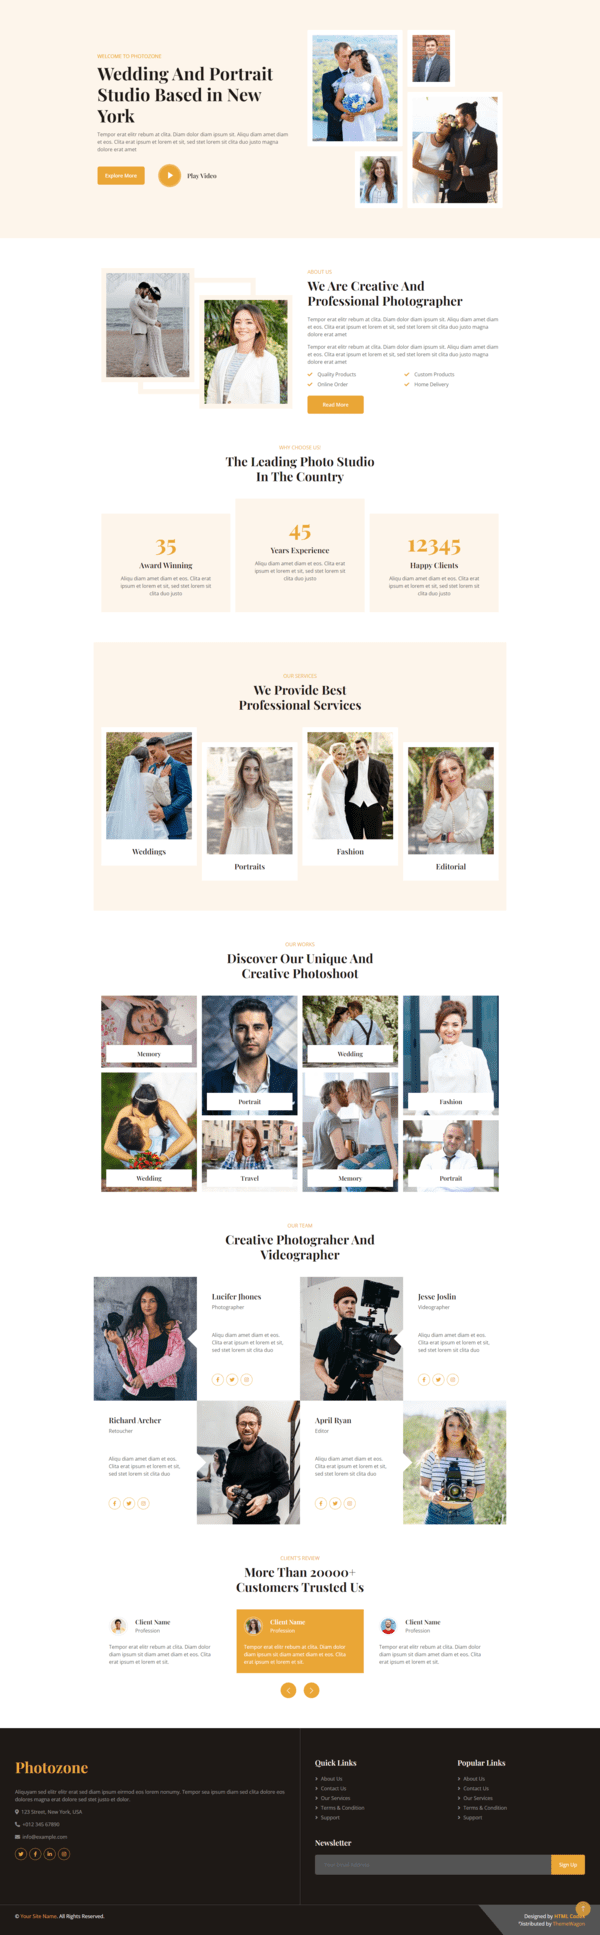 WELCOME TO PHOTOZONE
Wedding And Portrait
Studio Based in New
York
Tempor erat elitr rebum at clita. Diam dolor diam ipsum sit. Aliqu diam amet diam
et eos. Clita erat ipsum et lorem et sit, sed stet lorem sit clita duo justo magna
dolore erat amet
Explore More
Play Video
ABOUT US
We Are Creative And
Professional Photographer
Tempor erat elitr rebum at clita. Diam dolor diam ipsum sit. Aliqu diam amet diam
et eos. Clita erat ipsum et lorem et sit, sed stet lorem sit clita duo justo magna
dolore erat amet
Tempor erat elitr rebum at clita. Diam dolor diam ipsum sit. Aliqu diam amet diam
et eos. Clita erat ipsum et lorem et sit, sed stet lorem sit clita duo justo magna
dolore erat amet
Quality Products
Custom Products
Online Order
Home Delivery
Read More
WHY CHOOSE US!
The Leading Photo Studio
In The Country
35
Award Winning
Aliqu diam amet diam et eos. Clita erat
ipsum et lorem et sit, sed stet lorem sit
clita duo justo
45
Years Experience
Aliqu diam amet diam et eos. Clita erat
ipsum et lorem et sit, sed stet lorem sit
clita duo justo
12345
Happy Clients
Aliqu diam amet diam et eos. Clita erat
ipsum et lorem et sit, sed stet lorem sit
clita duo justo
OUR SERVICES
We Provide Best
Professional Services
Weddings
Portraits
Fashion
Editorial
OUR WORKS
Discover Our Unique And
Creative Photoshoot
Memory
Portrait
Wedding
Fashion
Wedding
Travel
Memory
Portrait
OUR TEAM
Creative Photograher And
Videographer
Lucifer Jhones
Photographer
Aliqu diam amet diam et eos.
Clita erat ipsum et lorem et sit,
sed stet lorem sit clita duo
Jesse Joslin
Videographer
Aliqu diam amet diam et eos.
Clita erat ipsum et lorem et sit,
sed stet lorem sit clita duo
Richard Archer
Retoucher
Aliqu diam amet diam et eos.
Clita erat ipsum et lorem et sit,
sed stet lorem sit clita duo
April Ryan
Editor
Aliqu diam amet diam et eos.
Clita erat ipsum et lorem et sit,
sed stet lorem sit clita duo
CLIENT'S REVIEW
More Than 20000+
Customers Trusted Us
Client Name
Profession
Tempor erat elitr rebum at clita. Diam dolor
diam ipsum sit diam amet diam et eos. Clita
erat ipsum et lorem et sit.
Client Name
Profession
Tempor erat elitr rebum at clita. Diam dolor
diam ipsum sit diam amet diam et eos. Clita
erat ipsum et lorem et sit.
Client Name
Profession
Tempor erat elitr rebum at clita. Diam dolor
diam ipsum sit diam amet diam et eos. Clita
erat ipsum et lorem et sit.
Photozone
Aliquyam sed elitr elitr erat sed diam ipsum eirmod eos lorem nonumy. Tempor sea ipsum diam sed clita dolore eos
dolores magna erat dolore sed stet justo et dolor.
123 Street, New York, USA
+012 345 67890
info@example.com
Quick Links
About Us
Contact Us
Our Services
Terms & Condition
Support
Popular Links
About Us
Contact Us
Our Services
Terms & Condition
Support
Newsletter
Your Email Address
Sign Up
© Your Site Name. All Rights Reserved.
Designed by HTML Codex
Distributed by ThemeWagon